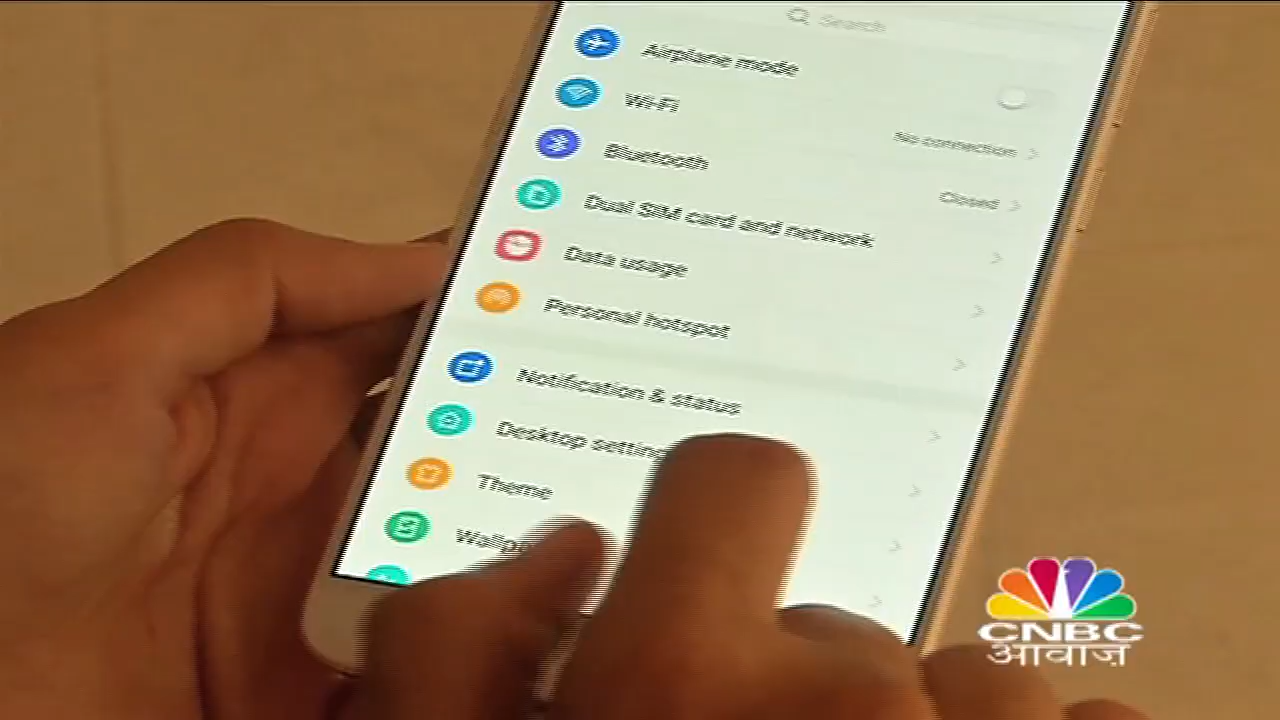 Search
Airplane mode
Wi-Fi
No connection
Bluetooth
Closed
Dual SIM card and network
Data usage
Personal hotspot
Notification & status
Desktop
Theme
CNBC
आवाज़